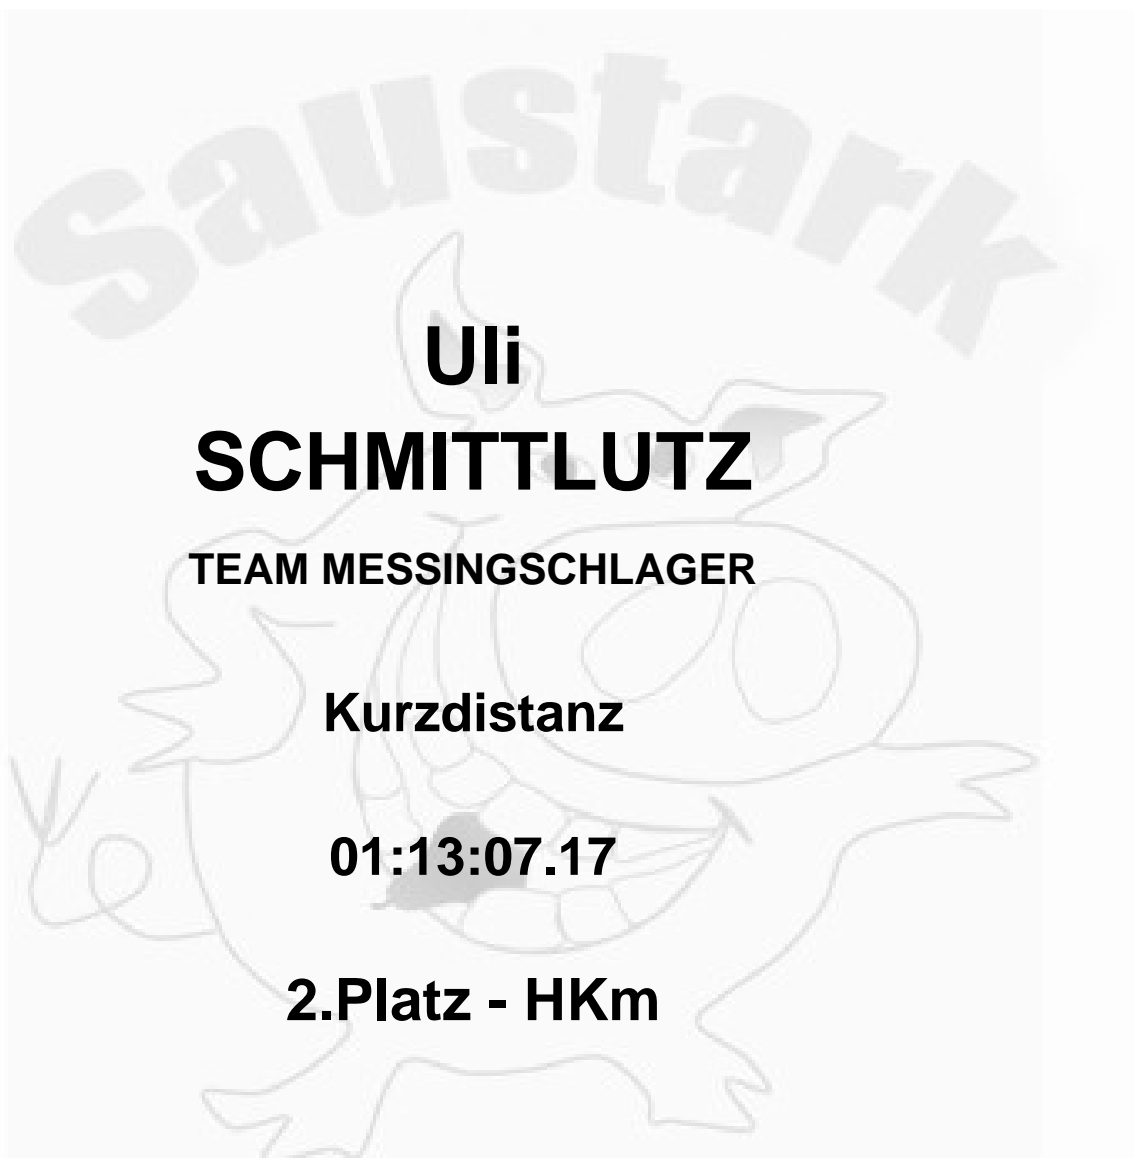 Saustark
Uli
SCHMITTLUTZ
TEAM MESSINGSCHLAGER
Kurzdistanz
01:13:07.17
2.Platz - HKm